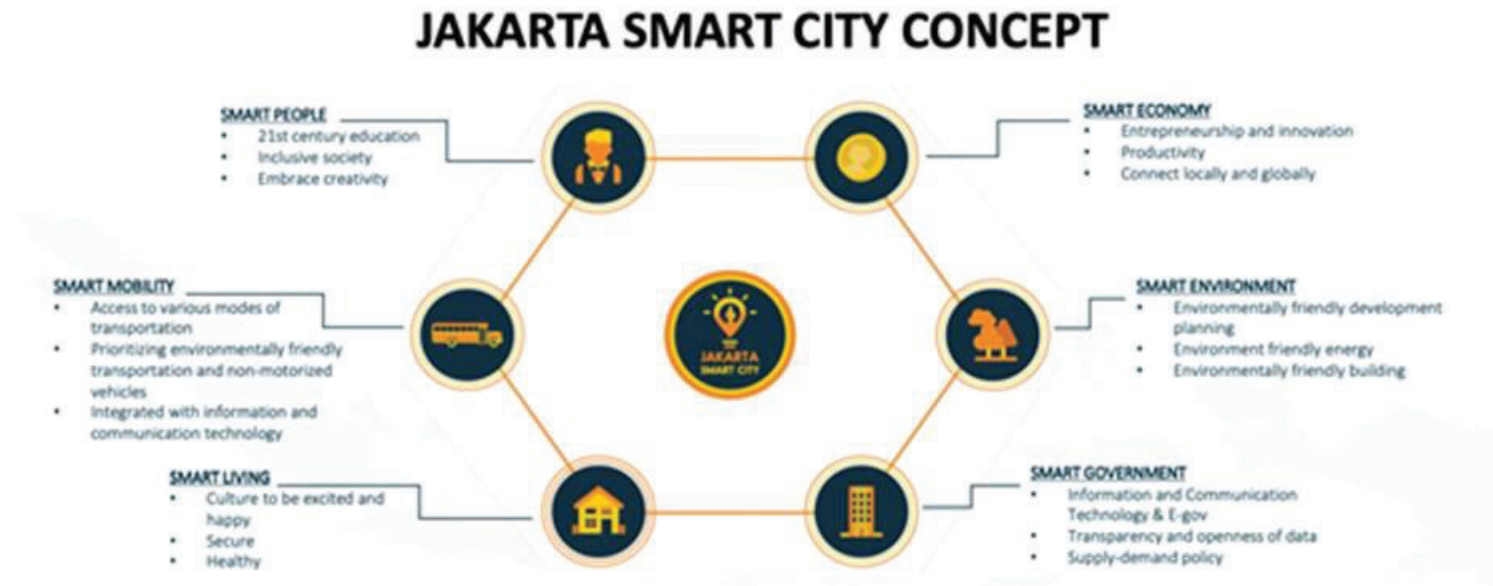 JAKARTA SMART CITY CONCEPT
SMART PEOPLE
• 21st century education
• Inclusive society
• Embrace creativity
SMART ECONOMY
• Entrepreneurship and innovation
• Productivity
• Connect locally and globally
SMART MOBILITY
• Access to various modes of
transportation
• Prioritizing environmentally friendly
transportation and non-motorized
vehicles
• Integrated with information and
communication technology
JAKARTA
SMART CITY
SMART ENVIRONMENT
• Environmentally friendly development
planning
• Environment friendly energy
• Environmentally friendly building
SMART LIVING
• Culture to be excited and
happy
• Secure
• Healthy
SMART GOVERNMENT
• Information and Communication
Technology & E-gov
• Transparency and openness of data
• Supply-demand policy